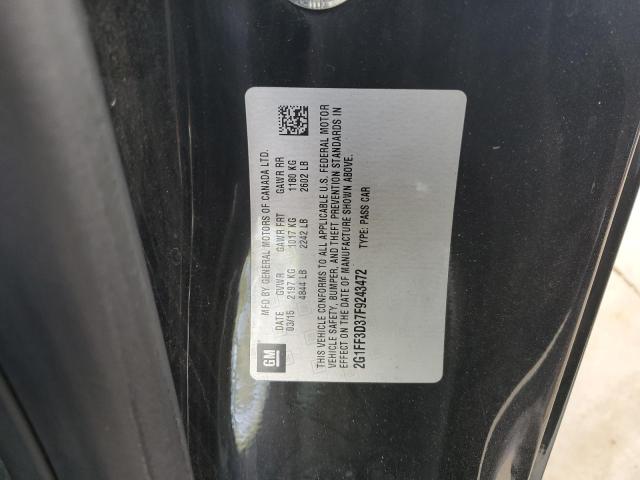 MFD BY GENERAL MOTORS OF CANADA LTD.
DATE GVWR GAWR FRT GAWR RR
03/15 2197 KG 1017 KG 1180 KG
4844 LB 2242 LB 2602 LB
GM
THIS VEHICLE CONFORMS TO ALL APPLICABLE U.S. FEDERAL MOTOR
VEHICLE SAFETY, BUMPER, AND THEFT PREVENTION STANDARDS IN
EFFECT ON THE DATE OF MANUFACTURE SHOWN ABOVE.
2G1FF3D37F9243472 TYPE: PASS CAR